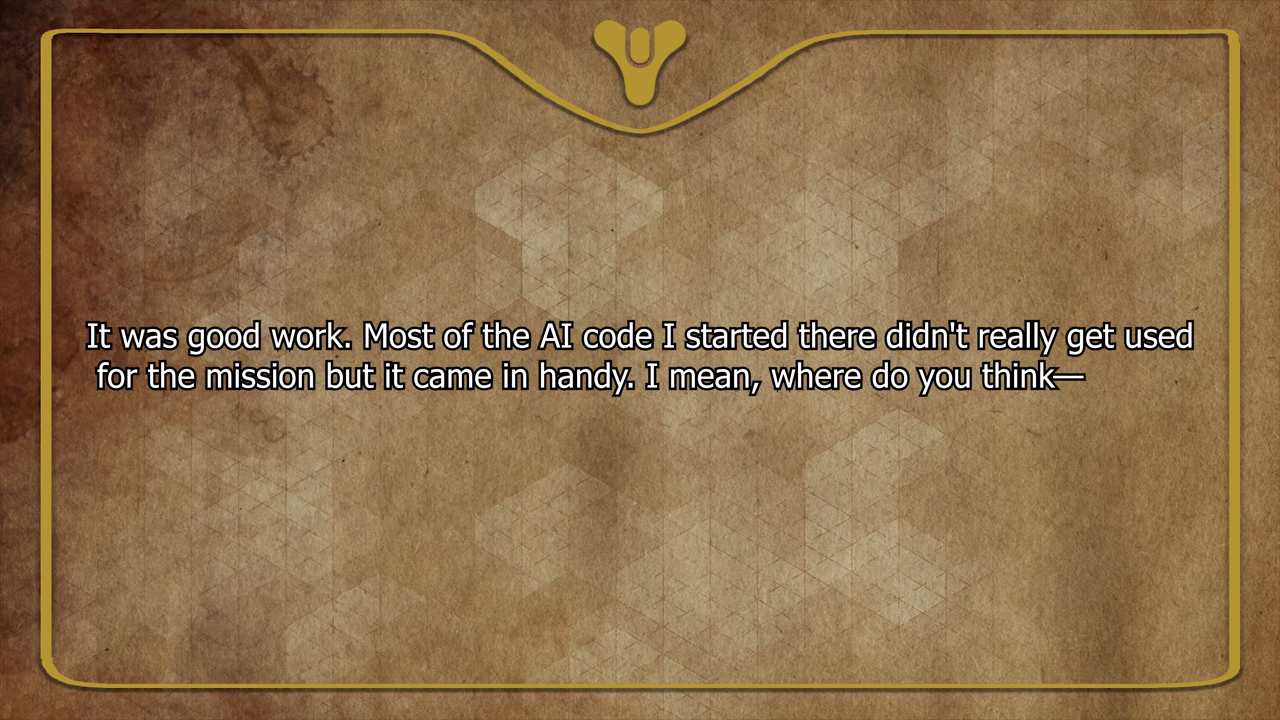 It was good work. Most of the AI code I started there didn't really get used
for the mission but it came in handy. I mean, where do you think—